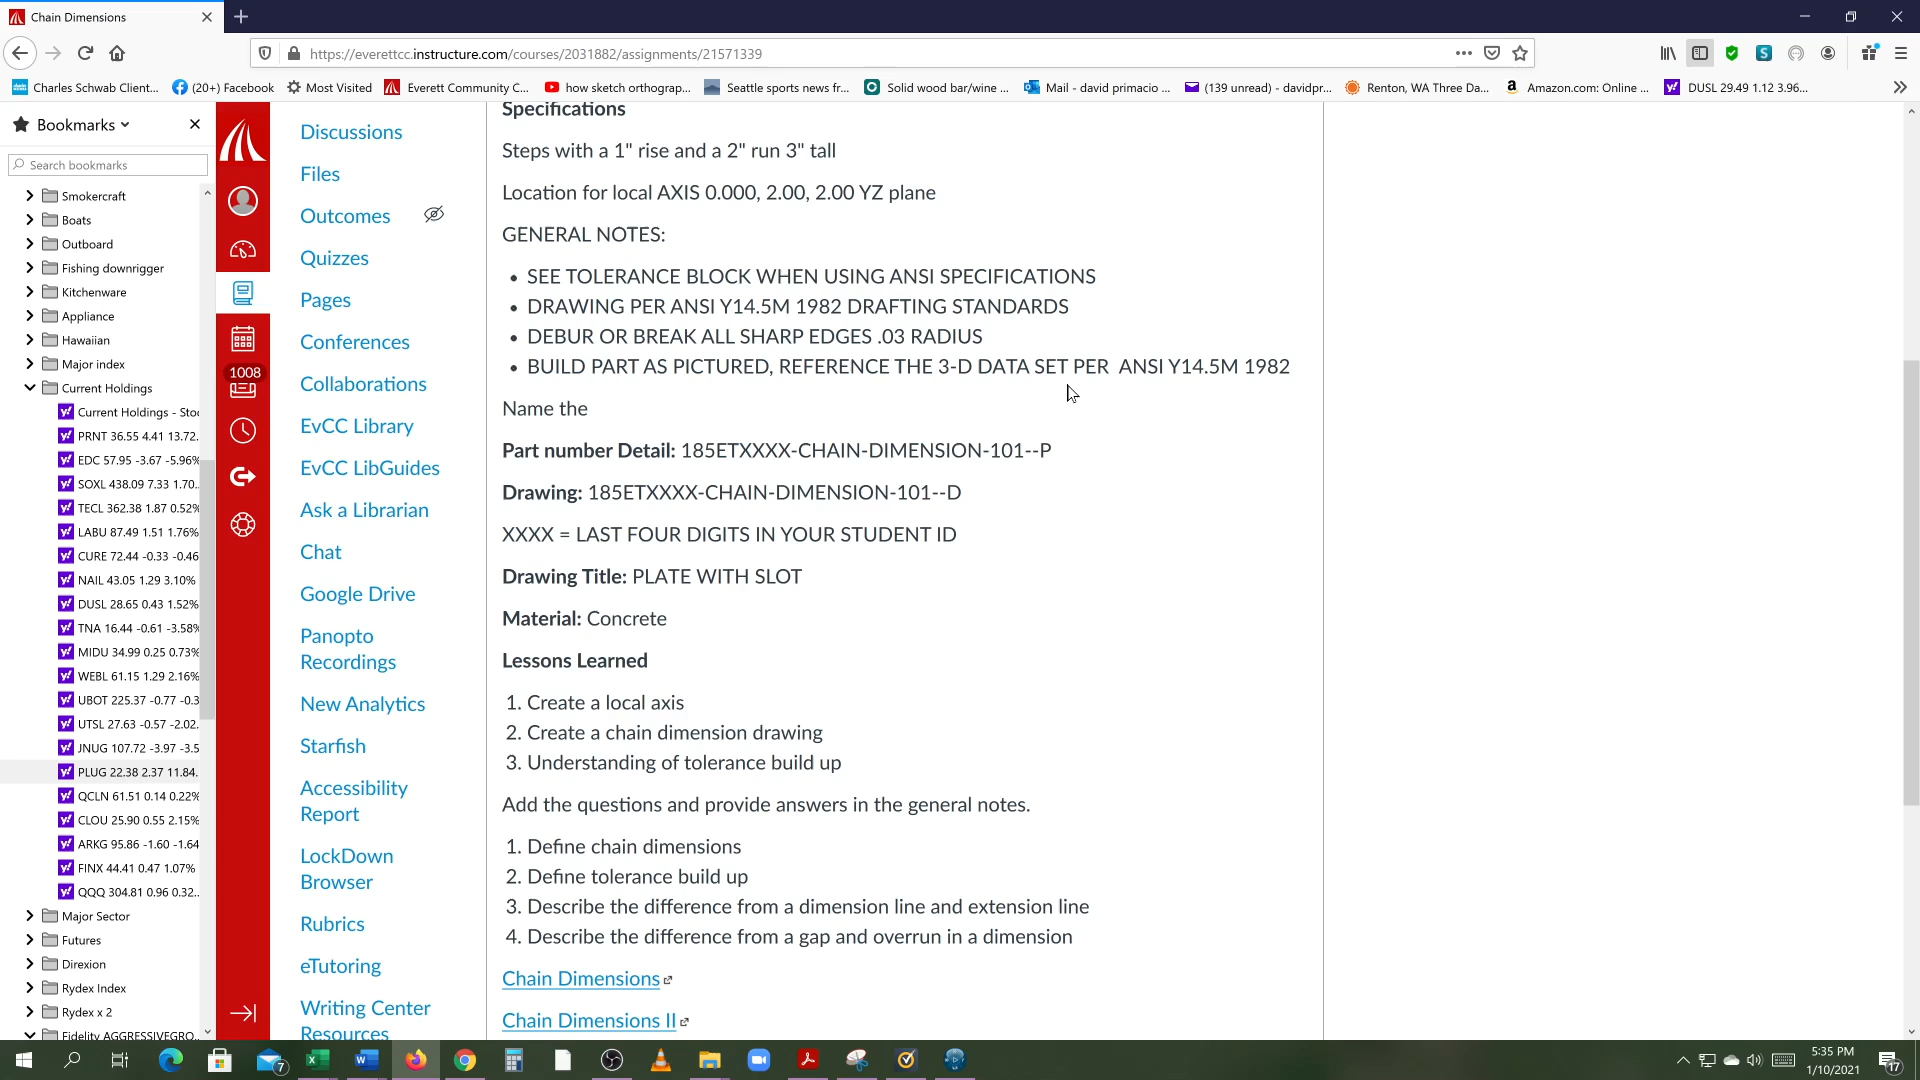 Chain Dimensions
https://everettcc.instructure.com/courses/2031882/assignments/21571339
Charles Schwab Client...
(20+) Facebook
Most Visited
Everett Community C...
how sketch orthograp...
Seattle sports news fr...
Solid wood bar/wine ...
Mail - david primacio ...
(139 unread) - davidpr...
Renton, WA Three Da...
Amazon.com: Online ...
DUSL 29.49 1.12 3.96...
Bookmarks
Search bookmarks
Smokercraft
Boats
Outboard
Fishing downrigger
Kitchenware
Appliance
Hawaiian
Major index
Current Holdings
Current Holdings - Stoc
PRNT 36.55 4.41 13.72.
EDC 57.95 -3.67 -5.96%
SOXL 438.09 7.33 1.70..
TECL 362.38 1.87 0.52%
LABU 87.49 1.51 1.76%
CURE 72.44 -0.33 -0.46
NAIL 43.05 1.29 3.10%
DUSL 28.65 0.43 1.52%
TNA 16.44 -0.61 -3.58%
MIDU 34.99 0.25 0.73%
WEBL 61.15 1.29 2.16%
UBOT 225.37 -0.77 -0.3
UTSL 27.63 -0.57 -2.02.
JNUG 107.72 -3.97 -3.5
PLUG 22.38 2.37 11.84.
QCLN 61.51 0.14 0.22%
CLOU 25.90 0.55 2.15%
ARKG 95.86 -1.60 -1.64
FINX 44.41 0.47 1.07%
QQQ 304.81 0.96 0.32..
Major Sector
Futures
Direxion
Rydex Index
Rydex x 2
Fidelity AGGRESSIVEGRO...
1008
Discussions
Files
Outcomes
Quizzes
Pages
Conferences
Collaborations
EvCC Library
EvCC LibGuides
Ask a Librarian
Chat
Google Drive
Panopto
Recordings
New Analytics
Starfish
Accessibility
Report
LockDown
Browser
Rubrics
eTutoring
Writing Center
Resources
Specifications
Steps with a 1" rise and a 2" run 3" tall
Location for local AXIS 0.000, 2.00, 2.00 YZ plane
GENERAL NOTES:
• SEE TOLERANCE BLOCK WHEN USING ANSI SPECIFICATIONS
• DRAWING PER ANSI Y14.5M 1982 DRAFTING STANDARDS
• DEBUR OR BREAK ALL SHARP EDGES .03 RADIUS
• BUILD PART AS PICTURED, REFERENCE THE 3-D DATA SET PER ANSI Y14.5M 1982
Name the
Part number Detail: 185ETXXXX-CHAIN-DIMENSION-101--P
Drawing: 185ETXXXX-CHAIN-DIMENSION-101--D
XXXX = LAST FOUR DIGITS IN YOUR STUDENT ID
Drawing Title: PLATE WITH SLOT
Material: Concrete
Lessons Learned
1. Create a local axis
2. Create a chain dimension drawing
3. Understanding of tolerance build up
Add the questions and provide answers in the general notes.
1. Define chain dimensions
2. Define tolerance build up
3. Describe the difference from a dimension line and extension line
4. Describe the difference from a gap and overrun in a dimension
Chain Dimensions
Chain Dimensions II
7
5:35 PM
1/10/2021
17